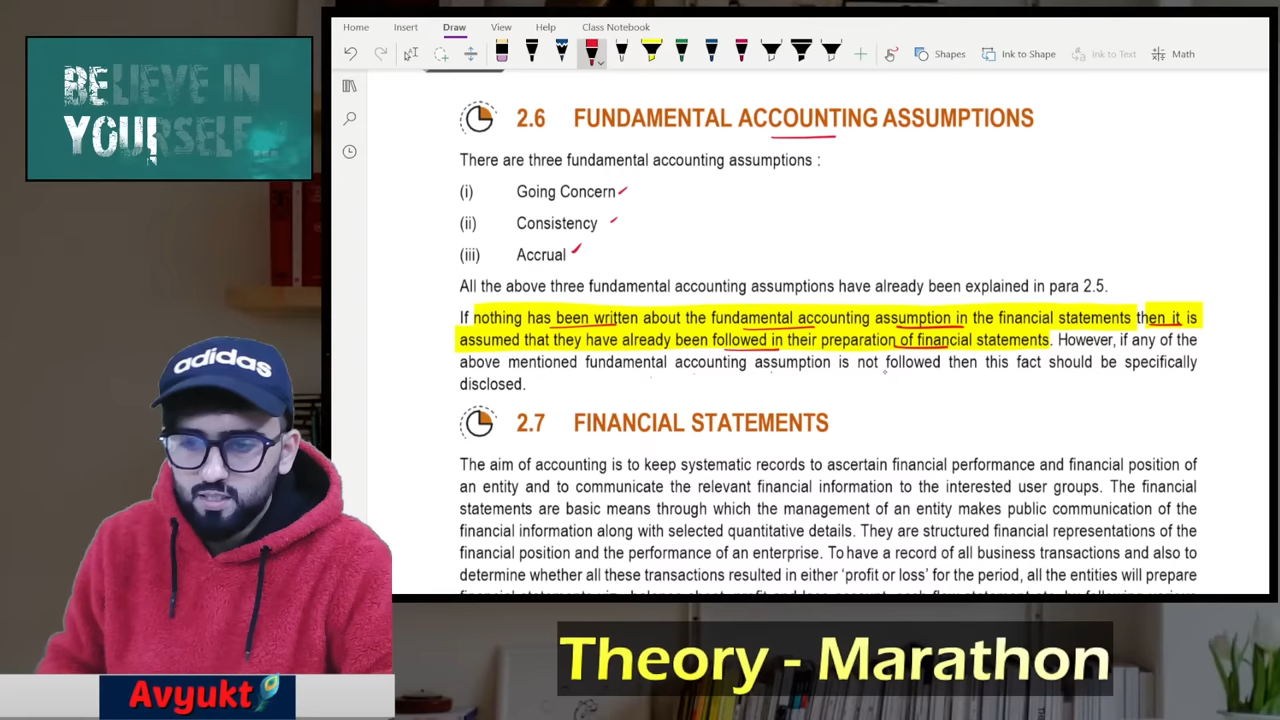 BELIEVE IN
YOURSELF...
Home Insert Draw View Help Class Notebook
Shapes Ink to Shape Ink to Text Math
2.6 FUNDAMENTAL ACCOUNTING ASSUMPTIONS
There are three fundamental accounting assumptions :
(i) Going Concern
(ii) Consistency
(iii) Accrual
All the above three fundamental accounting assumptions have already been explained in para 2.5.
If nothing has been written about the fundamental accounting assumption in the financial statements then it is
assumed that they have already been followed in their preparation of financial statements. However, if any of the
above mentioned fundamental accounting assumption is not followed then this fact should be specifically
disclosed.
2.7 FINANCIAL STATEMENTS
The aim of accounting is to keep systematic records to ascertain financial performance and financial position of
an entity and to communicate the relevant financial information to the interested user groups. The financial
statements are basic means through which the management of an entity makes public communication of the
financial information along with selected quantitative details. They are structured financial representations of the
financial position and the performance of an enterprise. To have a record of all business transactions and also to
determine whether all these transactions resulted in either ‘profit or loss’ for the period, all the entities will prepare
adidas
Theory - Marathon
Avyukt